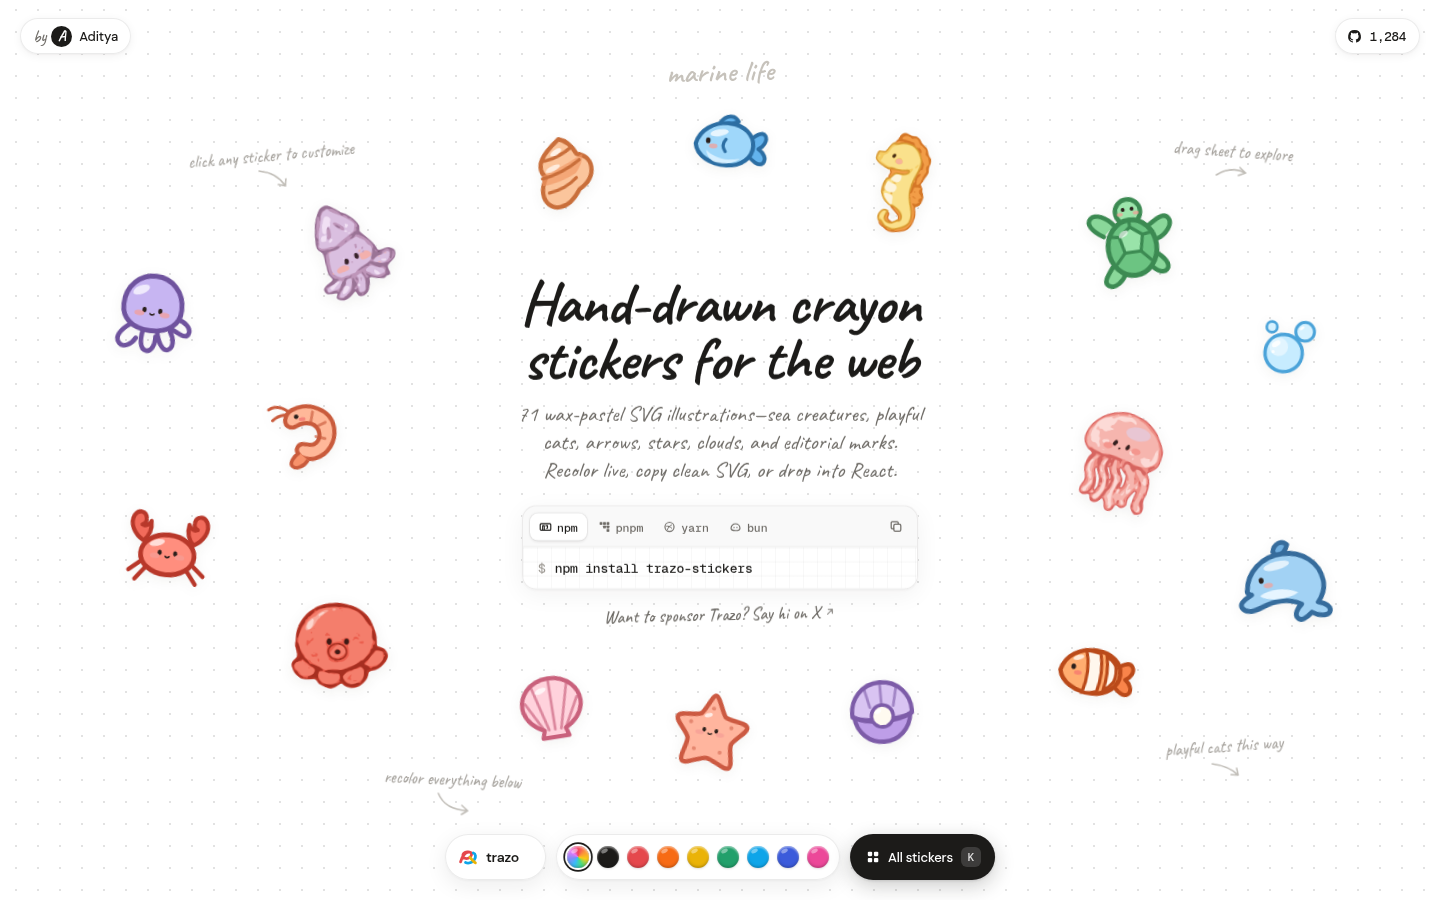 by A Aditya
1,284
marine life
click any sticker to customize
drag sheet to explore
Hand-drawn crayon
stickers for the web
71 wax-pastel SVG illustrations—sea creatures, playful
cats, arrows, stars, clouds, and editorial marks.
Recolor live, copy clean SVG, or drop into React.
npm pnpm yarn bun
$ npm install trazo-stickers
Want to sponsor Trazo? Say hi on X ↗
playful cats this way
recolor everything below
trazo
All stickers K